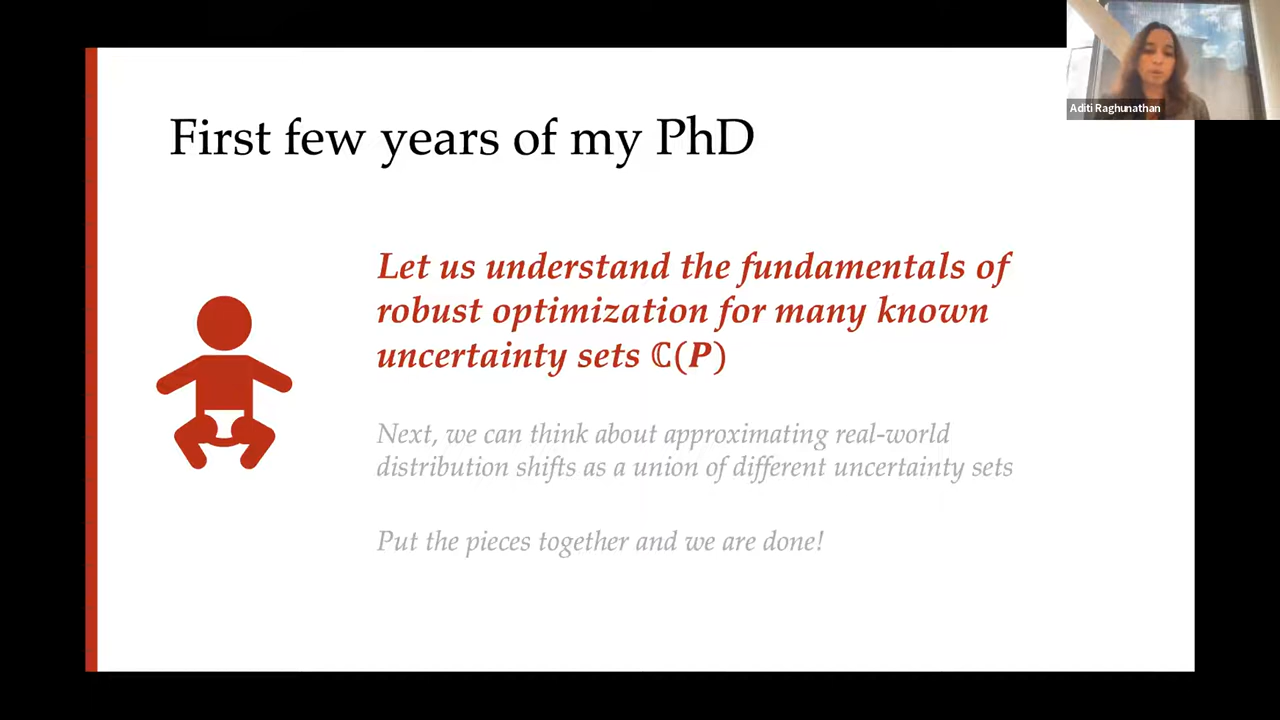 Aditi Raghunathan
First few years of my PhD
Let us understand the fundamentals of
robust optimization for many known
uncertainty sets ℂ(P)
Next, we can think about approximating real-world
distribution shifts as a union of different uncertainty sets
Put the pieces together and we are done!